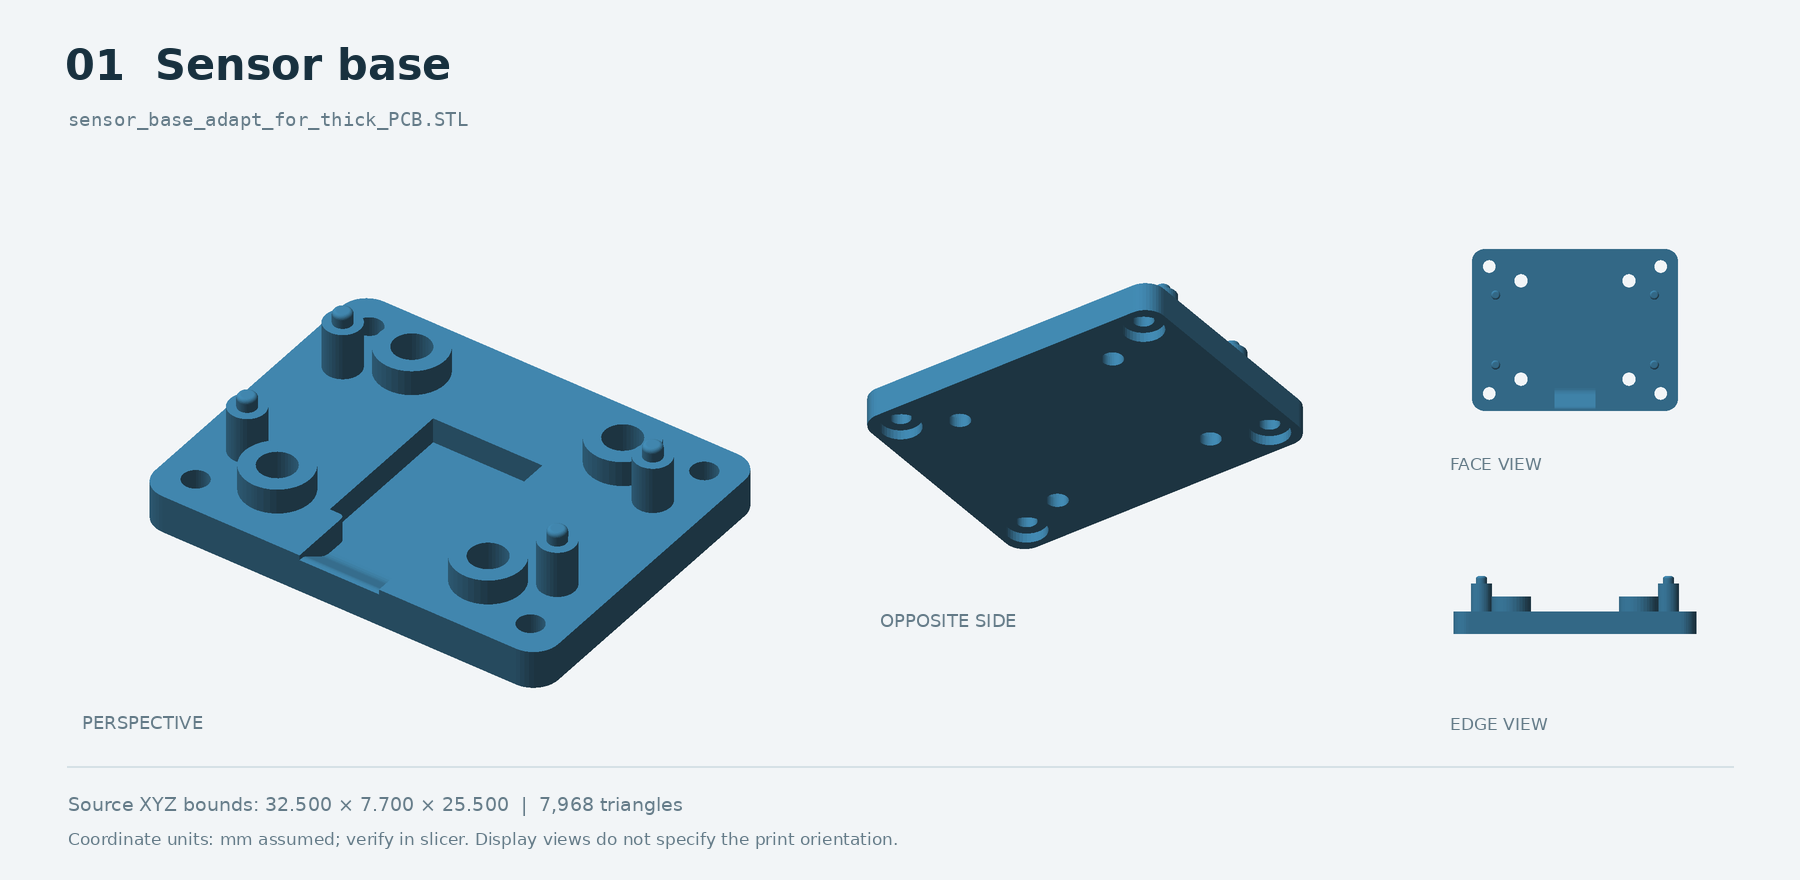 01 Sensor base
sensor_base_adapt_for_thick_PCB.STL
PERSPECTIVE
OPPOSITE SIDE
FACE VIEW
EDGE VIEW
Source XYZ bounds: 32.500 × 7.700 × 25.500 | 7,968 triangles
Coordinate units: mm assumed; verify in slicer. Display views do not specify the print orientation.